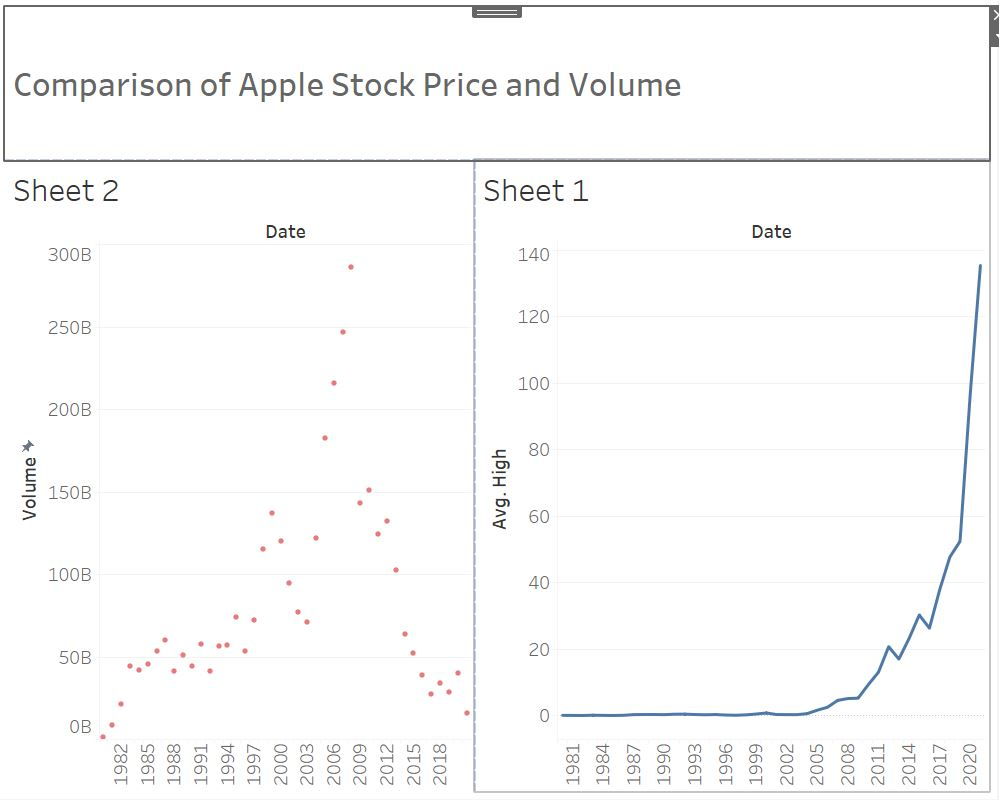 Comparison of Apple Stock Price and Volume
Sheet 2
Date
300B
250B
200B
150B
100B
50B
0B
Volume
1982 1985 1988 1991 1994 1997 2000 2003 2006 2009 2012 2015 2018
Sheet 1
Date
140
120
100
80
60
40
20
0
Avg. High
1981 1984 1987 1990 1993 1996 1999 2002 2005 2008 2011 2014 2017 2020